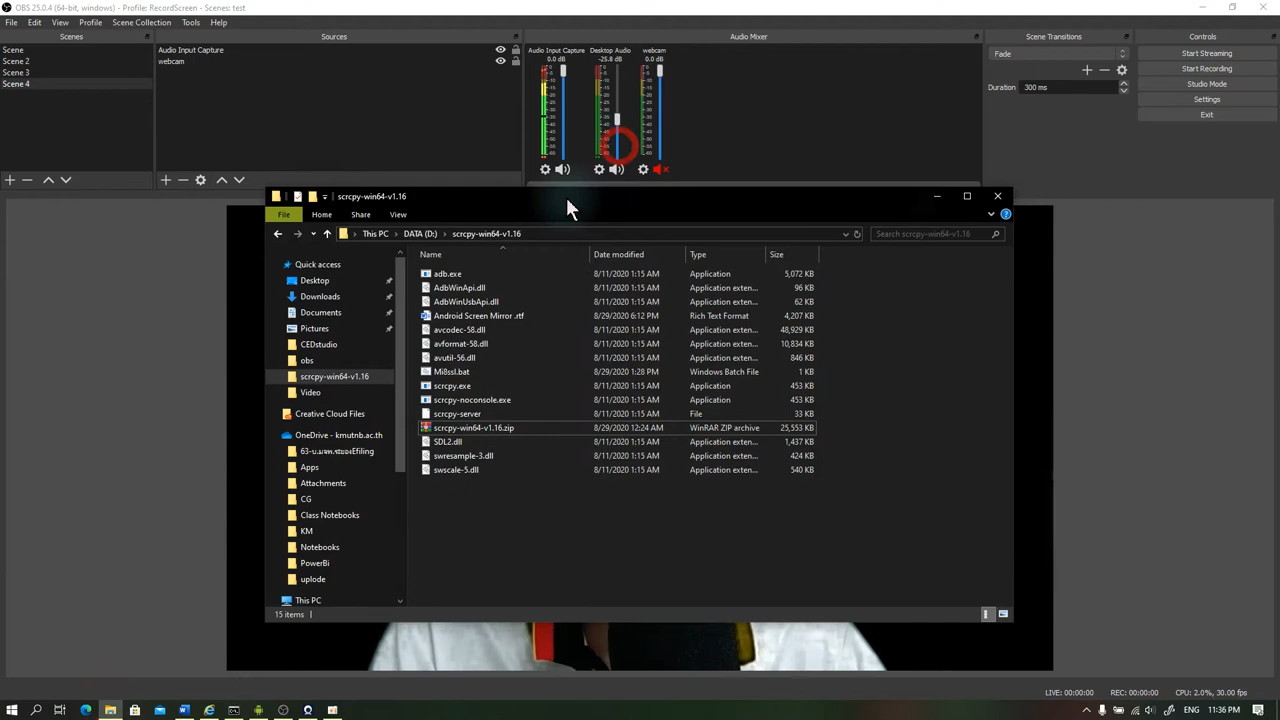 OBS 25.0.4 (64-bit, windows) - Profile: RecordScreen - Scenes: test
File Edit View Profile Scene Collection Tools Help
Scenes Sources Audio Mixer Scene Transitions Controls
Scene
Scene 2
Scene 3
Scene 4
Audio Input Capture
webcam
Audio Input Capture Desktop Audio webcam
0.0 dB -25.8 dB 0.0 dB
Fade
Duration 300 ms
Start Streaming
Start Recording
Studio Mode
Settings
Exit
scrcpy-win64-v1.16
File Home Share View
This PC DATA (D:) scrcpy-win64-v1.16 Search scrcpy-win64-v1.16
Quick access
Desktop
Downloads
Documents
Pictures
CEDstudio
obs
scrcpy-win64-v1.16
Video
Creative Cloud Files
OneDrive - kmutnb.ac.th
Apps
Attachments
CG
Class Notebooks
KM
Notebooks
PowerBi
uplode
This PC
Name Date modified Type Size
adb.exe 8/11/2020 1:15 AM Application 5,072 KB
AdbWinApi.dll 8/11/2020 1:15 AM Application exten... 96 KB
AdbWinUsbApi.dll 8/11/2020 1:15 AM Application exten... 62 KB
Android Screen Mirror .rtf 8/29/2020 6:12 PM Rich Text Format 4,207 KB
avcodec-58.dll 8/11/2020 1:15 AM Application exten... 48,929 KB
avformat-58.dll 8/11/2020 1:15 AM Application exten... 10,834 KB
avutil-56.dll 8/11/2020 1:15 AM Application exten... 846 KB
Mi8ssl.bat 8/29/2020 1:28 PM Windows Batch File 1 KB
scrcpy.exe 8/11/2020 1:15 AM Application 453 KB
scrcpy-noconsole.exe 8/11/2020 1:15 AM Application 453 KB
scrcpy-server 8/11/2020 1:15 AM File 33 KB
scrcpy-win64-v1.16.zip 8/29/2020 12:24 AM WinRAR ZIP archive 25,553 KB
SDL2.dll 8/11/2020 1:15 AM Application exten... 1,437 KB
swresample-3.dll 8/11/2020 1:15 AM Application exten... 424 KB
swscale-5.dll 8/11/2020 1:15 AM Application exten... 540 KB
15 items
LIVE: 00:00:00 REC: 00:00:00 CPU: 2.0%, 30.00 fps
ENG 11:36 PM